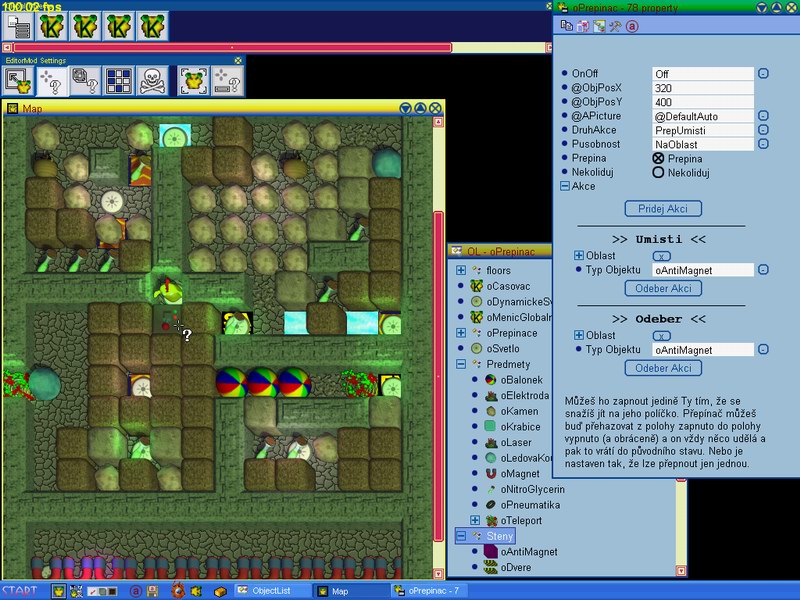 100.02 fps
oPrepinac - 78 property
EditorMod Settings
Map
OnOff Off
@ObjPosX 320
@ObjPosY 400
@APicture @DefaultAuto
DruhAkce PrepUmisti
Pusobnost NaOblast
Prepina Prepina
Nekoliduj Nekoliduj
Akce
Pridej Akci
>> Umisti <<
Oblast x
Typ Objektu oAntiMagnet
Odeber Akci
>> Odeber <<
Oblast x
Typ Objektu oAntiMagnet
Odeber Akci
Můžeš ho zapnout jedině Ty tím, že se
snažíš jít na jeho políčko. Přepínač můžeš
buď přehazovat z polohy zapnuto do polohy
vypnuto (a obráceně) a on vždy něco udělá a
pak to vrátí do původního stavu. Nebo je
nastaven tak, že lze přepnout jen jednou.
OL - oPrepinac
floors
oCasovac
oDynamickeSv
oMenicGlobaln
oPrepinace
oSvetlo
Predmety
oBalonek
oElektroda
oKamen
oKrabice
oLaser
oLedovaKou
oMagnet
oNitroGlycerin
oPneumatika
oTeleport
Steny
oAntiMagnet
oDvere
START
ObjectList
Map
oPrepinac - 7